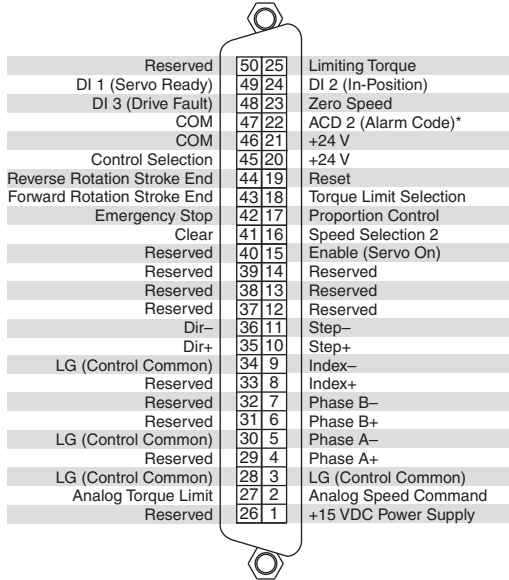 Reserved 50 25 Limiting Torque
DI 1 (Servo Ready) 49 24 DI 2 (In-Position)
DI 3 (Drive Fault) 48 23 Zero Speed
COM 47 22 ACD 2 (Alarm Code)*
COM 46 21 +24 V
Control Selection 45 20 +24 V
Reverse Rotation Stroke End 44 19 Reset
Forward Rotation Stroke End 43 18 Torque Limit Selection
Emergency Stop 42 17 Proportion Control
Clear 41 16 Speed Selection 2
Reserved 40 15 Enable (Servo On)
Reserved 39 14 Reserved
Reserved 38 13 Reserved
Reserved 37 12 Reserved
Dir– 36 11 Step–
Dir+ 35 10 Step+
LG (Control Common) 34 9 Index–
Reserved 33 8 Index+
Reserved 32 7 Phase B–
Reserved 31 6 Phase B+
LG (Control Common) 30 5 Phase A–
Reserved 29 4 Phase A+
LG (Control Common) 28 3 LG (Control Common)
Analog Torque Limit 27 2 Analog Speed Command
Reserved 26 1 +15 VDC Power Supply